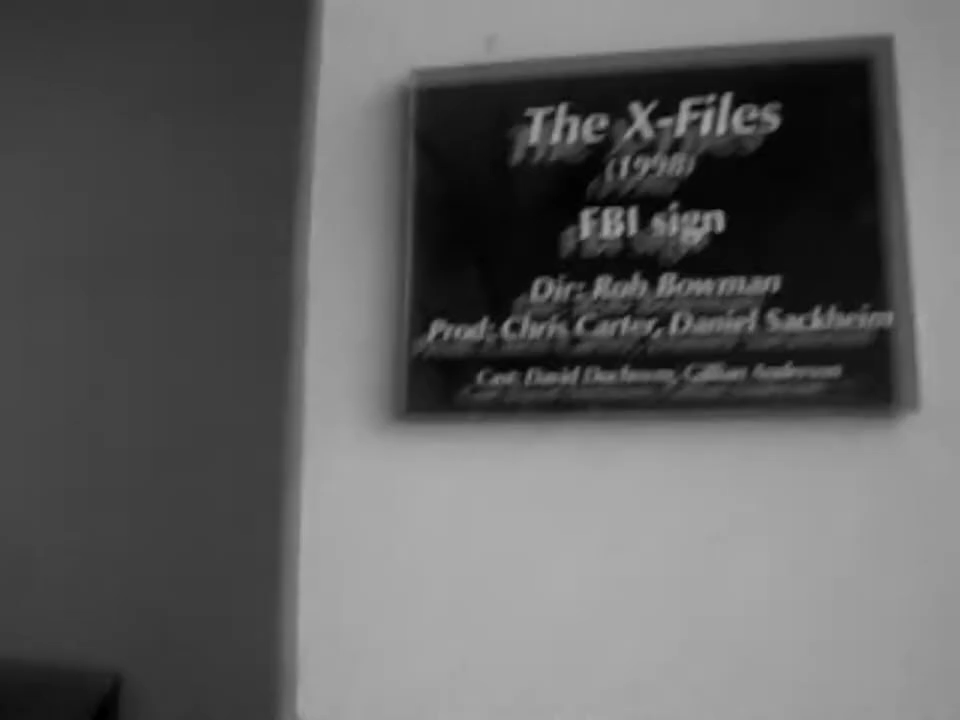 The X-Files
(1998)
FBI sign
Dir: Rob Bowman
Prod: Chris Carter, Daniel Sackheim
Cast: David Duchovny, Gillian Anderson